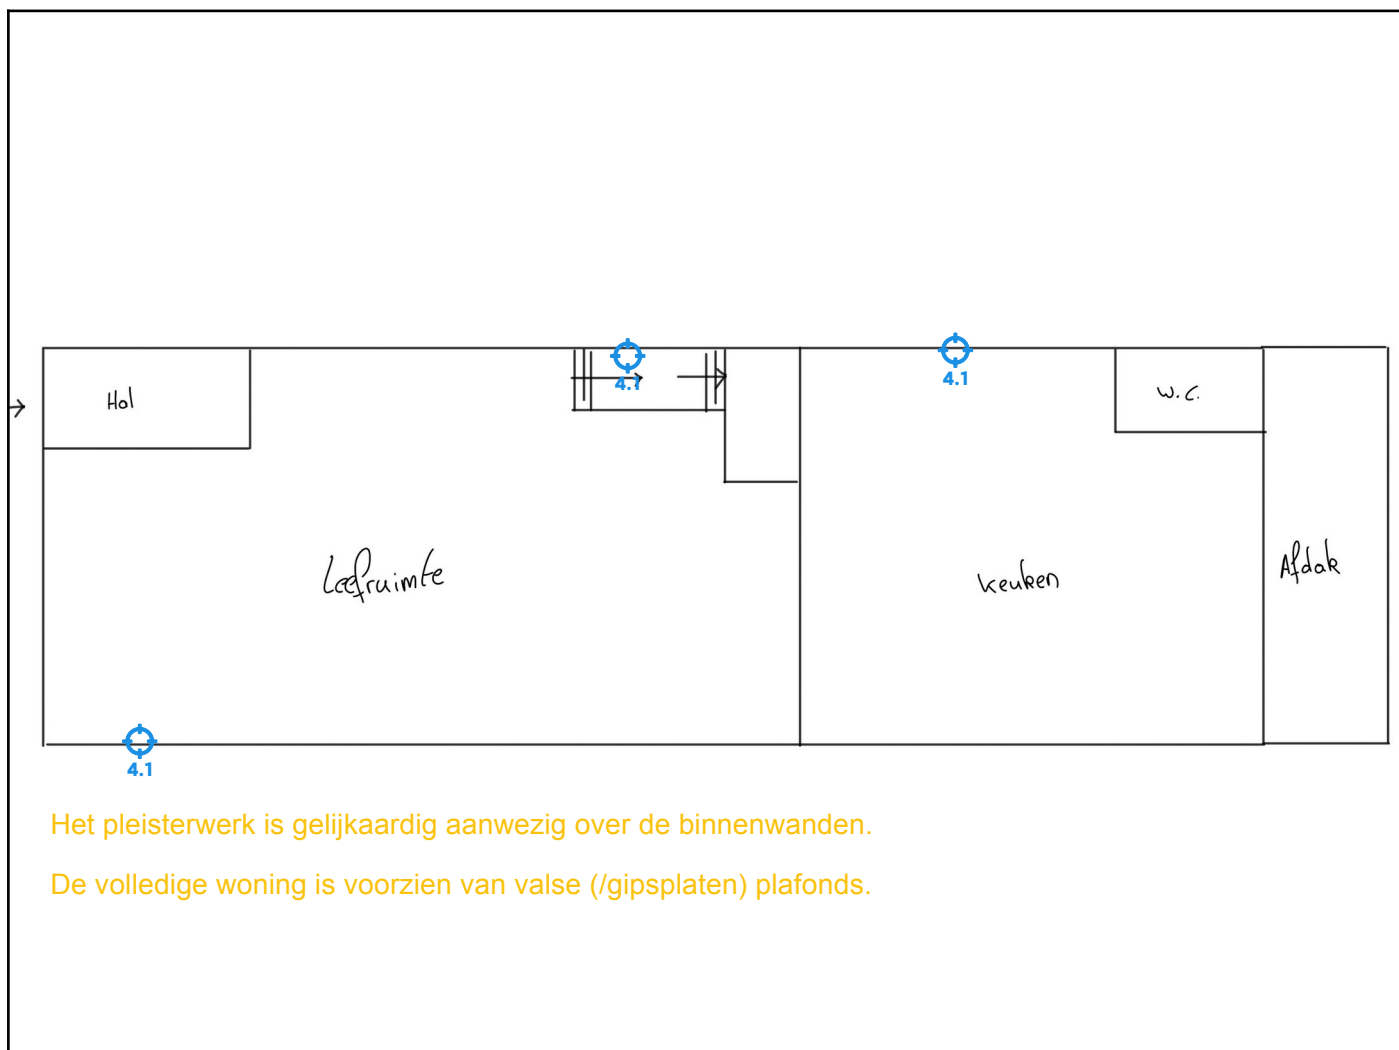 4.1
4.1
Hal
W.C.
Leefruimte
keuken
Afdak
4.1
Het pleisterwerk is gelijkaardig aanwezig over de binnenwanden.
De volledige woning is voorzien van valse (/gipsplaten) plafonds.